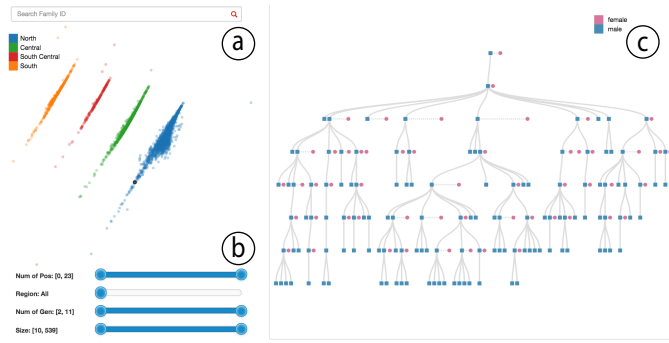 Search Family ID
a
North
Central
South Central
South
b
Num of Pos: [0, 23]
Region: All
Num of Gen: [2, 11]
Size: [10, 539]
female
male
c